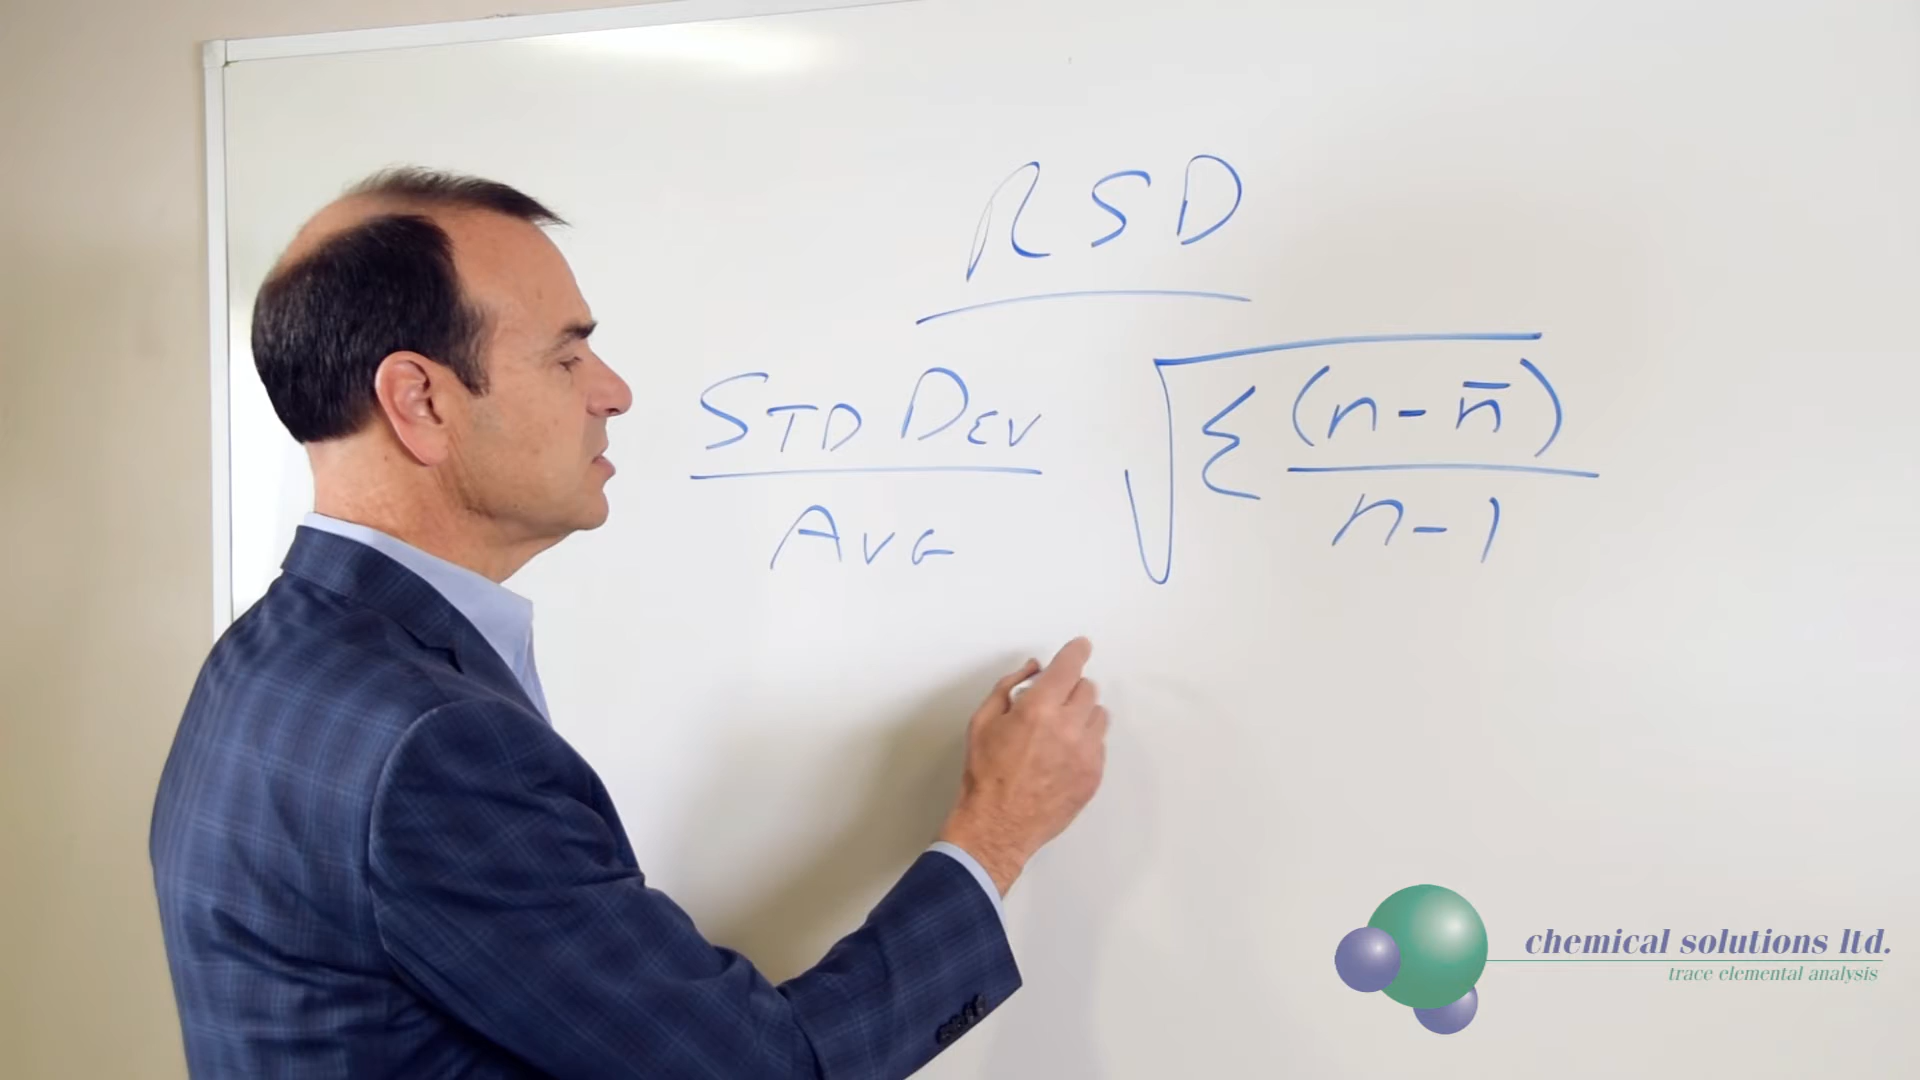 RSD
STD DEV
AVG
√Σ (n - n̄)
n - 1
chemical solutions ltd.
trace elemental analysis